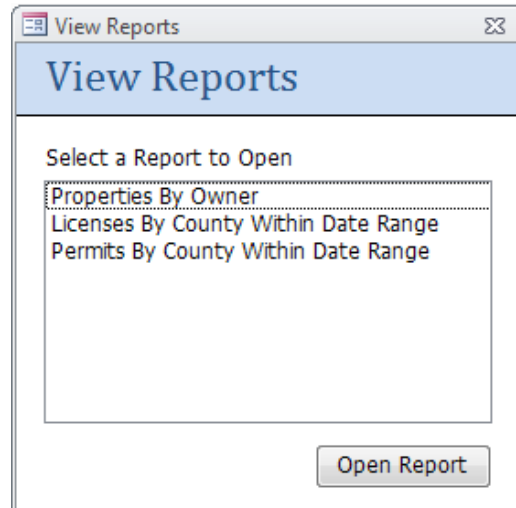 View Reports
View Reports
Select a Report to Open
Properties By Owner
Licenses By County Within Date Range
Permits By County Within Date Range
Open Report